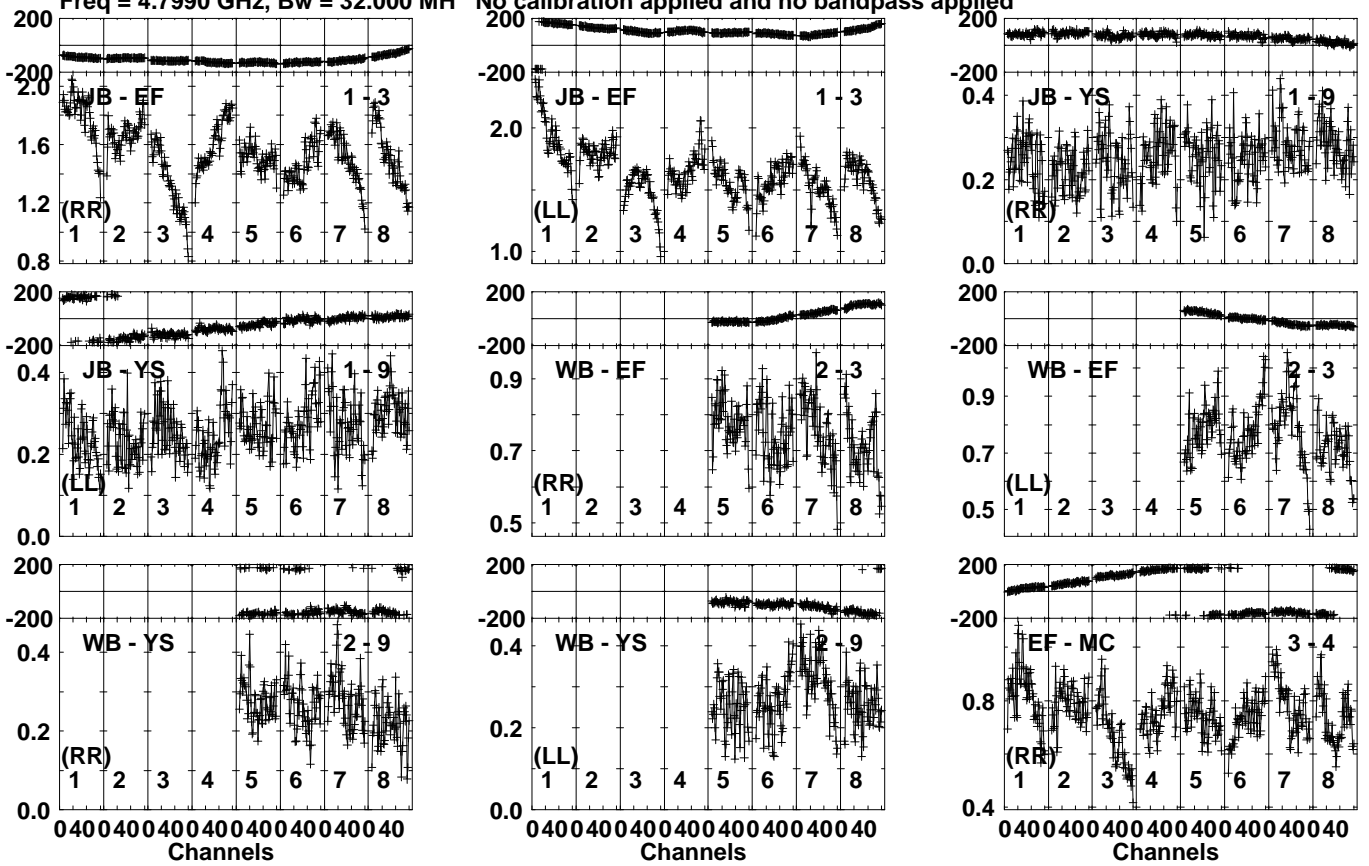 Freq = 4.7990 GHz, Bw = 32.000 MH No calibration applied and no bandpass applied
200 200 200
-200 -200 -200
2.0 JB - EF 1 - 3 JB - EF 1 - 3 0.4 JB - YS 1 - 9
2.0
1.6
0.2
1.2
(RR) (LL) (RR)
1 2 3 4 5 6 7 8 1 2 3 4 5 6 7 8 1 2 3 4 5 6 7 8
1.0
0.8 0.0
200 200 200
-200 -200 -200
0.4 JB - YS 1 - 9 0.9 WB - EF 2 - 3 0.9 WB - EF 2 - 3
0.2 0.7 0.7
(LL) (RR) (LL)
1 2 3 4 5 6 7 8 1 2 3 4 5 6 7 8 1 2 3 4 5 6 7 8
0.0 0.5 0.5
200 200 200
-200 -200 -200
0.4 WB - YS 2 - 9 0.4 WB - YS 2 - 9 EF - MC 3 - 4
0.8
0.2 0.2
(RR) (LL) (RR)
1 2 3 4 5 6 7 8 1 2 3 4 5 6 7 8 1 2 3 4 5 6 7 8
0.0 0.0 0.4
0 40 0 40 0 40 0 40 0 40 0 40 0 40 0 40 0 40 0 40 0 40 0 40 0 40 0 40 0 40 0 40 0 40 0 40 0 40 0 40 0 40 0 40 0 40 0 40
Channels Channels Channels